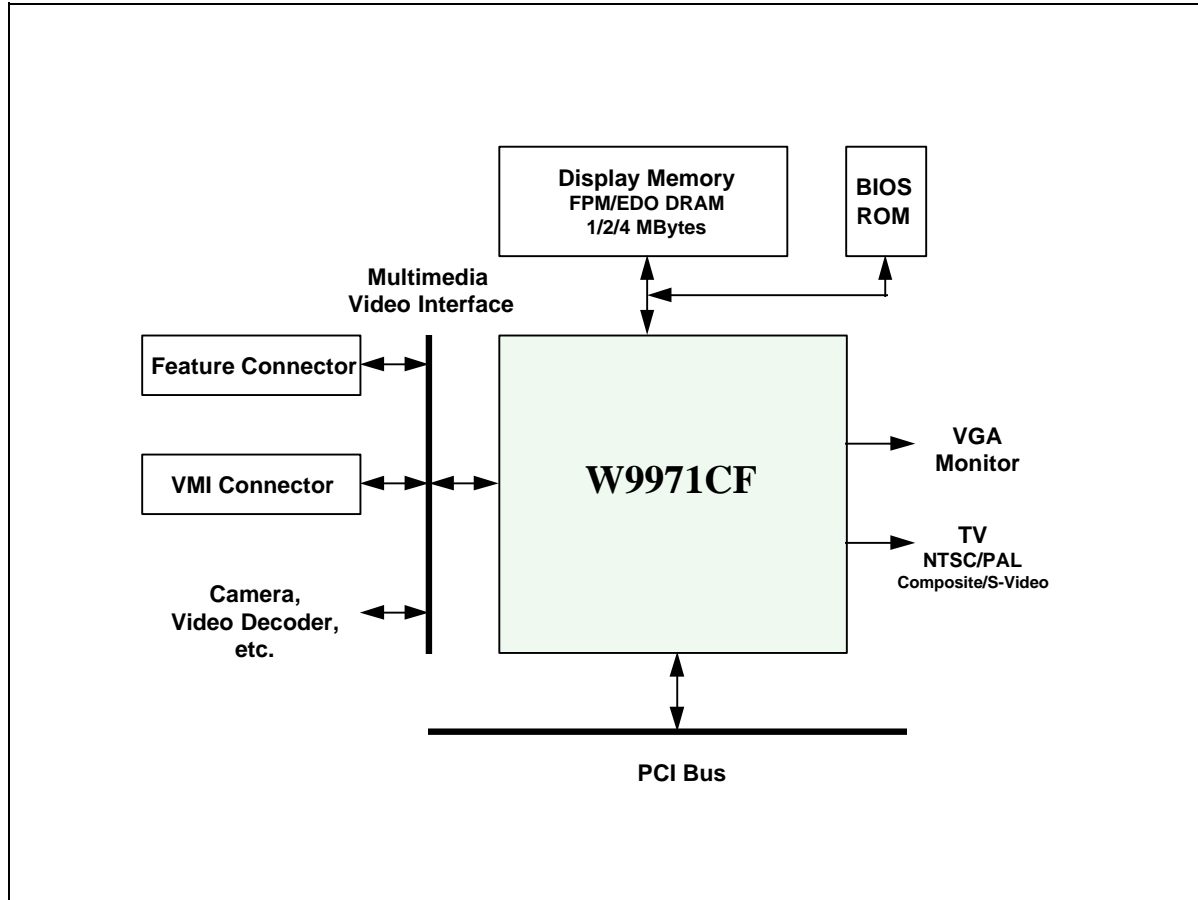 Display Memory
FPM/EDO DRAM
1/2/4 MBytes
BIOS
ROM
Multimedia
Video Interface
Feature Connector
VMI Connector
Camera,
Video Decoder,
etc.
W9971CF
VGA
Monitor
TV
NTSC/PAL
Composite/S-Video
PCI Bus